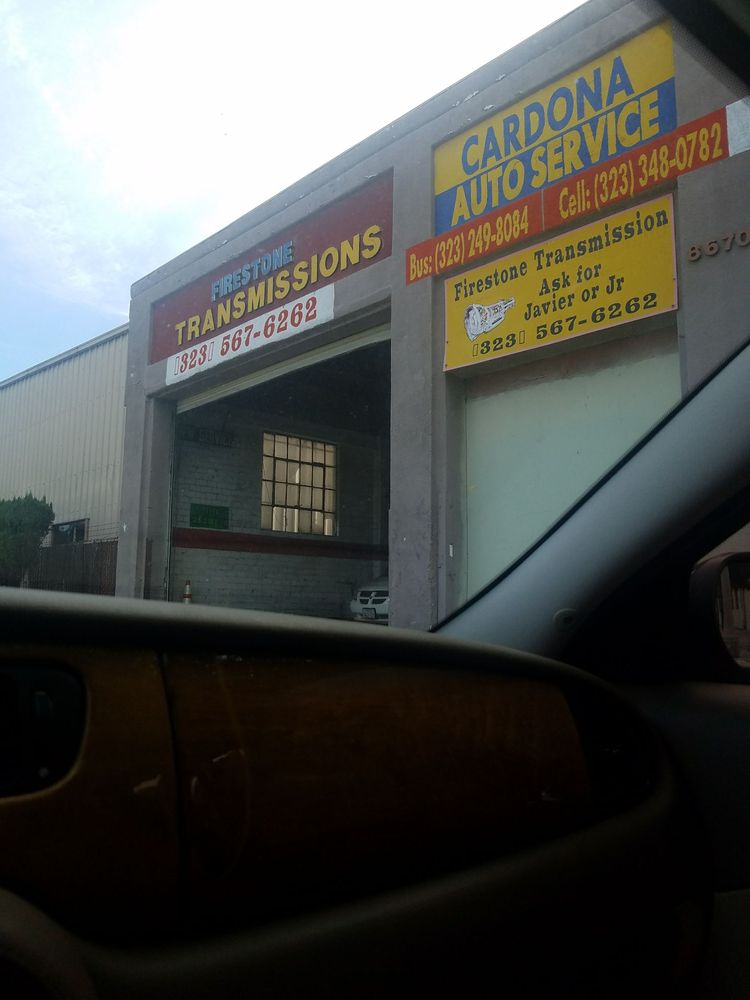 FIRESTONE
TRANSMISSIONS
(323) 567-6262
CARDONA
AUTO SERVICE
Bus: (323) 249-8084 Cell: (323) 348-0782
Firestone Transmission
Ask for
Javier or Jr
(323) 567-6262
8670